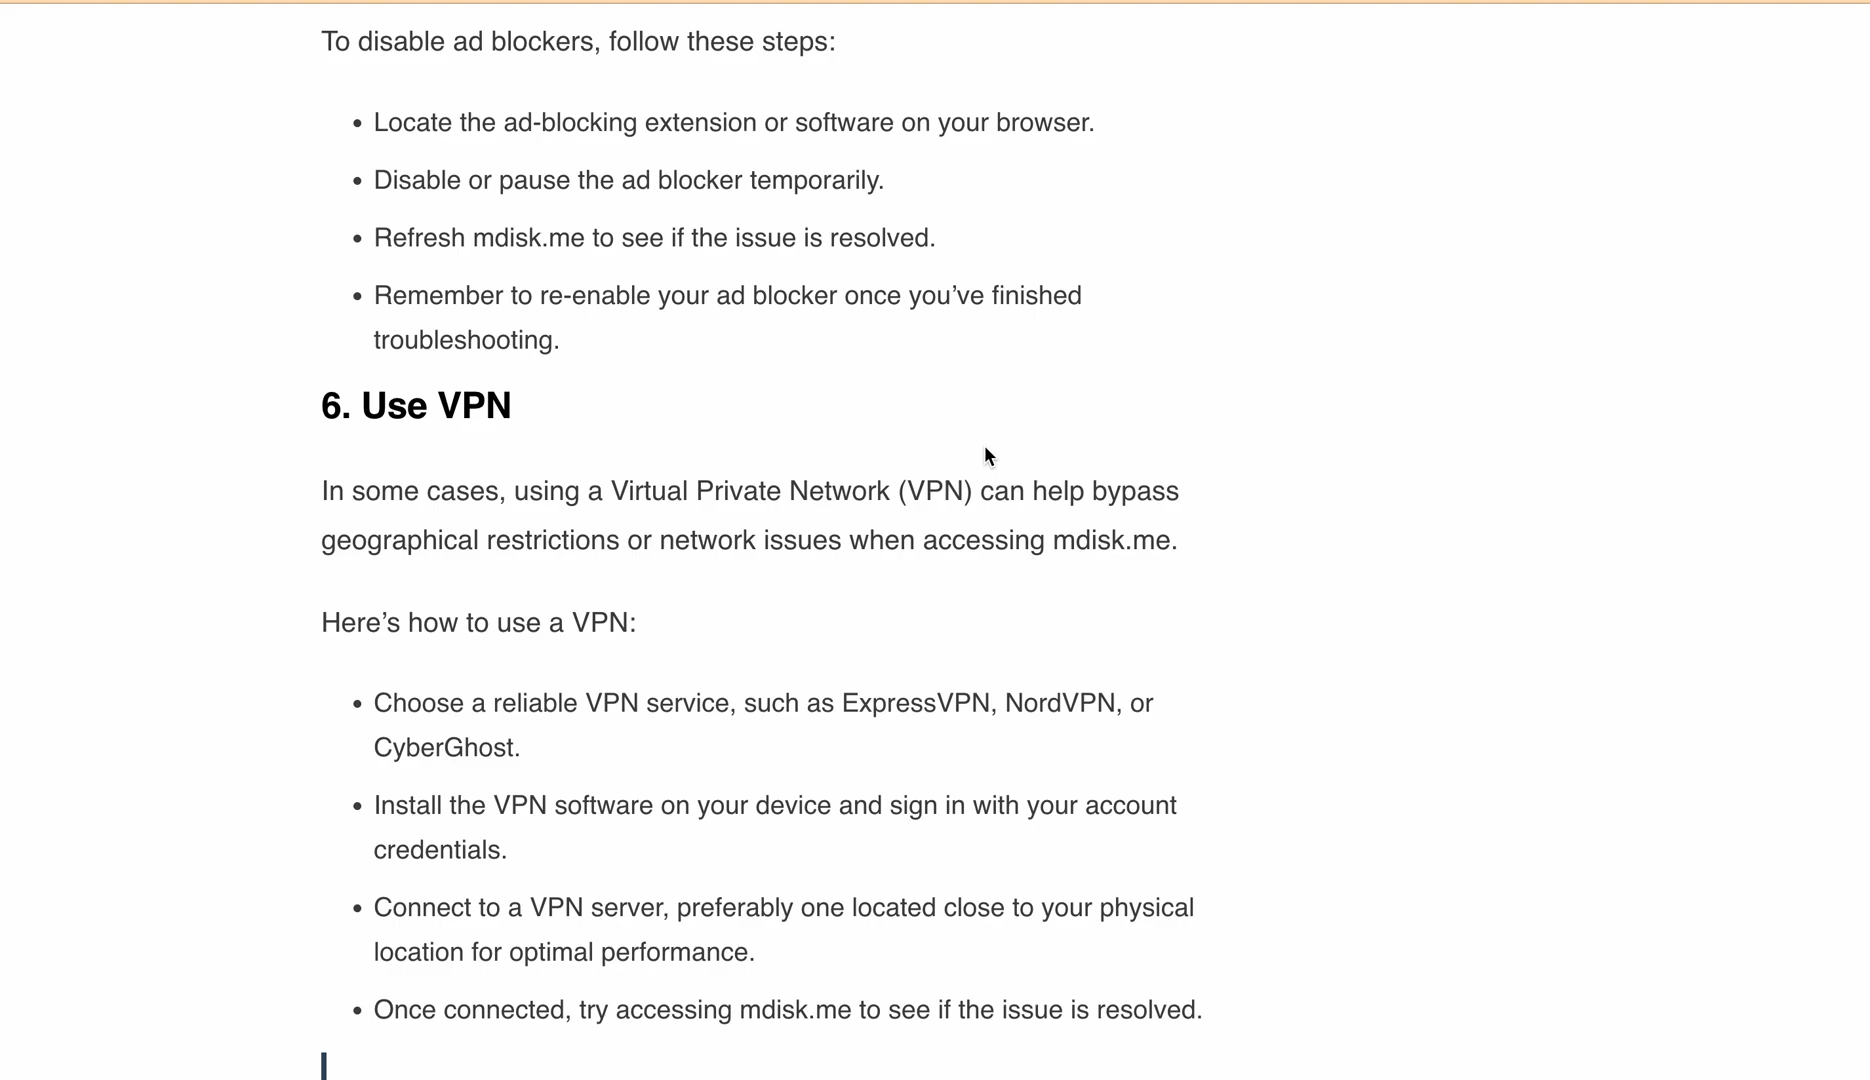 To disable ad blockers, follow these steps:
• Locate the ad-blocking extension or software on your browser.
• Disable or pause the ad blocker temporarily.
• Refresh mdisk.me to see if the issue is resolved.
• Remember to re-enable your ad blocker once you’ve finished
troubleshooting.
6. Use VPN
In some cases, using a Virtual Private Network (VPN) can help bypass
geographical restrictions or network issues when accessing mdisk.me.
Here’s how to use a VPN:
• Choose a reliable VPN service, such as ExpressVPN, NordVPN, or
CyberGhost.
• Install the VPN software on your device and sign in with your account
credentials.
• Connect to a VPN server, preferably one located close to your physical
location for optimal performance.
• Once connected, try accessing mdisk.me to see if the issue is resolved.